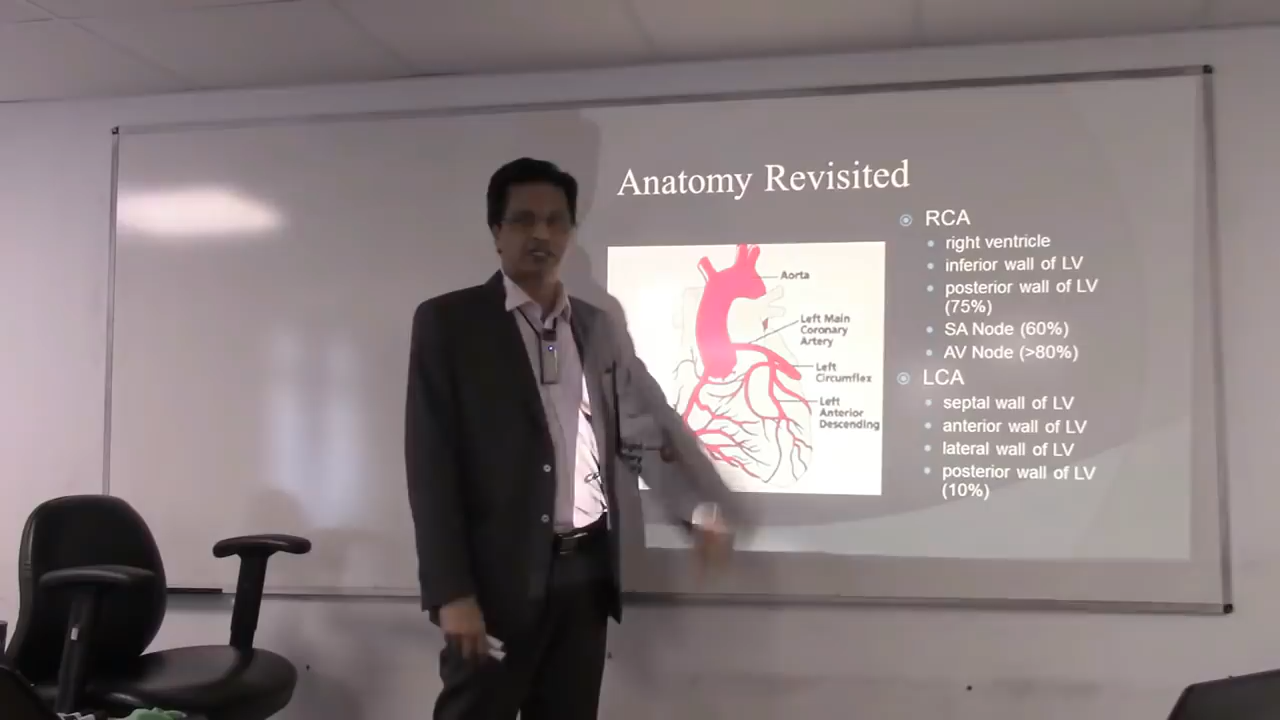 Anatomy Revisited
Aorta
Left Main
Coronary
Artery
Left
Circumflex
Left
Anterior
Descending
RCA
right ventricle
inferior wall of LV
posterior wall of LV
(75%)
SA Node (60%)
AV Node (>80%)
LCA
septal wall of LV
anterior wall of LV
lateral wall of LV
posterior wall of LV
(10%)